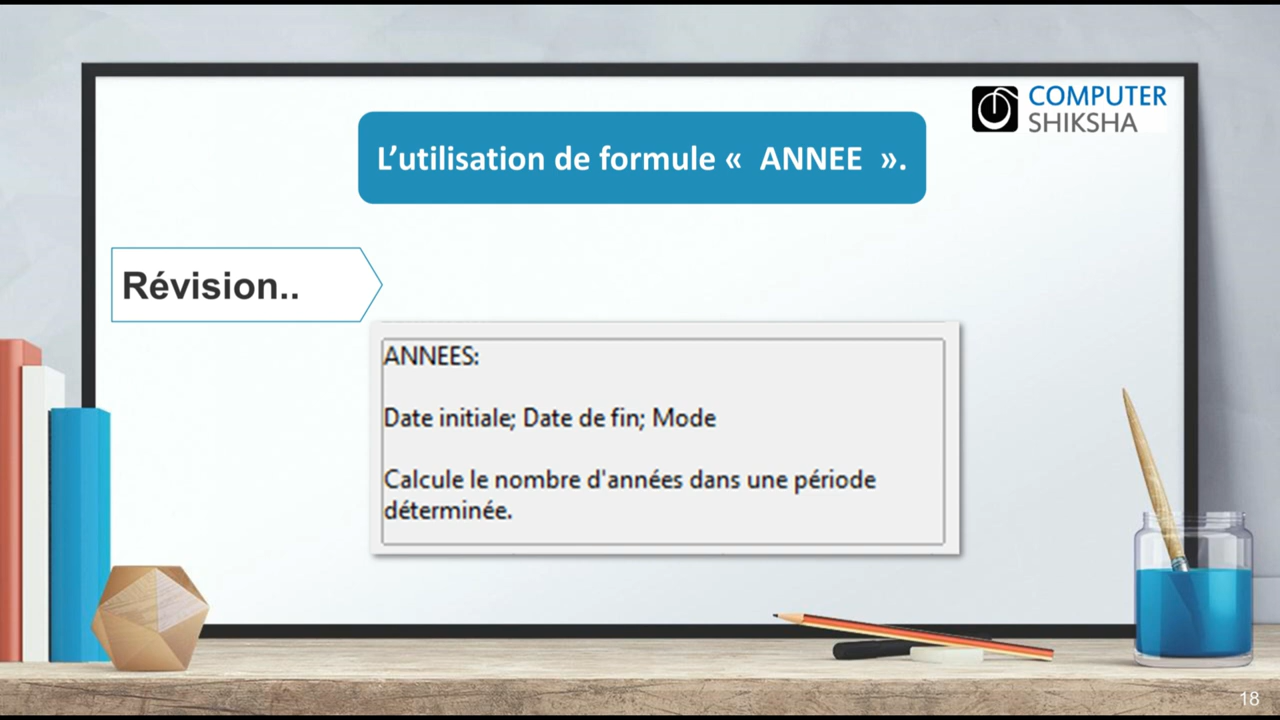 COMPUTER
SHIKSHA
L’utilisation de formule «  ANNEE  ».
Révision..
ANNEES:
Date initiale; Date de fin; Mode
Calcule le nombre d'années dans une période
déterminée.
18